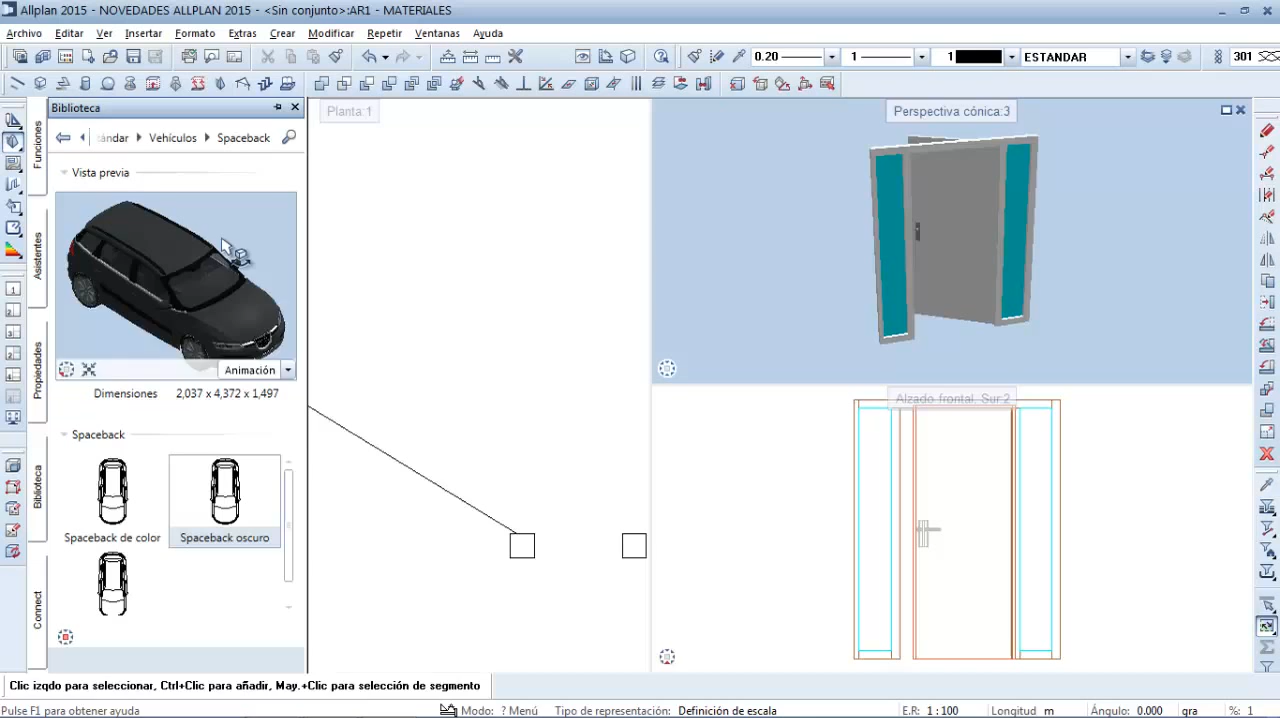 Allplan 2015 - NOVEDADES ALLPLAN 2015 - <Sin conjunto>:AR1 - MATERIALES
Archivo Editar Ver Insertar Formato Extras Crear Modificar Repetir Ventanas Ayuda
0.20 1 1 ESTANDAR 301
Biblioteca
Planta:1
Perspectiva cónica:3
ándar Vehículos Spaceback
Funciones
Vista previa
Asistentes
Propiedades
Animación
Dimensiones 2,037 x 4,372 x 1,497
Alzado frontal. Sur:2
Spaceback
Biblioteca
Spaceback de color Spaceback oscuro
Connect
Clic izqdo para seleccionar, Ctrl+Clic para añadir, May.+Clic para selección de segmento
Pulse F1 para obtener ayuda Modo: ? Menú Tipo de representación: Definición de escala E.R: 1 : 100 Longitud m Ángulo: 0.000 gra %: 1